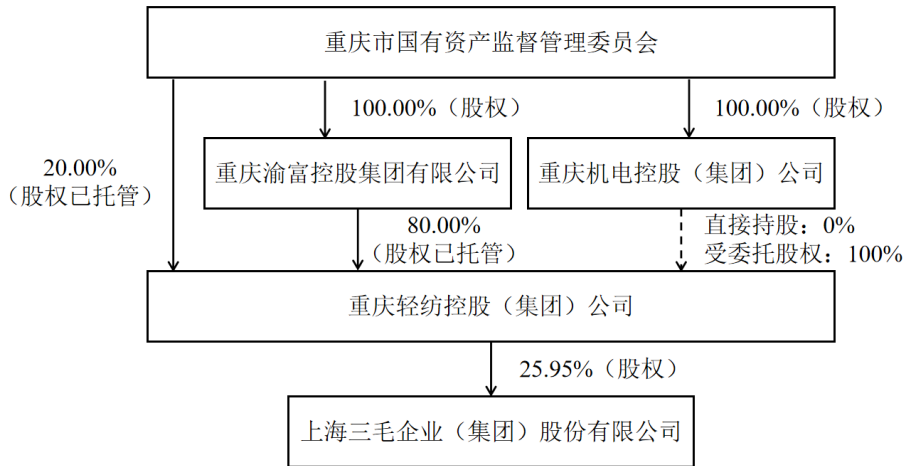 重庆市国有资产监督管理委员会
100.00%（股权）
100.00%（股权）
20.00%
（股权已托管）
重庆渝富控股集团有限公司
重庆机电控股（集团）公司
80.00%
（股权已托管）
直接持股：0%
受委托股权：100%
重庆轻纺控股（集团）公司
25.95%（股权）
上海三毛企业（集团）股份有限公司